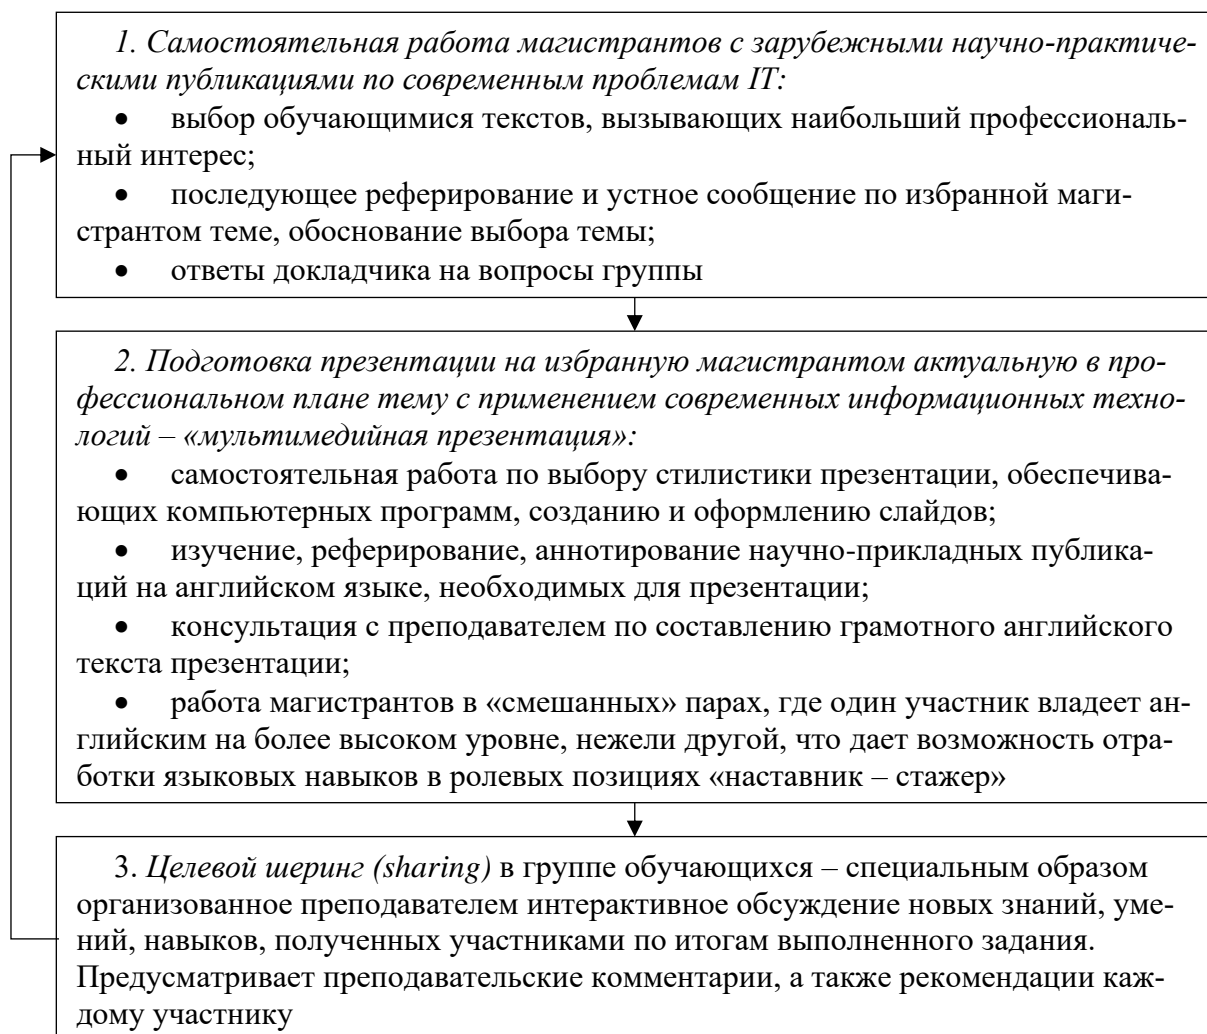 1. Самостоятельная работа магистрантов с зарубежными научно-практиче-
скими публикациями по современным проблемам IT:
• выбор обучающимися текстов, вызывающих наибольший профессиональ-
ный интерес;
• последующее реферирование и устное сообщение по избранной маги-
странтом теме, обоснование выбора темы;
• ответы докладчика на вопросы группы
2. Подготовка презентации на избранную магистрантом актуальную в про-
фессиональном плане тему с применением современных информационных техно-
логий – «мультимедийная презентация»:
• самостоятельная работа по выбору стилистики презентации, обеспечива-
ющих компьютерных программ, созданию и оформлению слайдов;
• изучение, реферирование, аннотирование научно-прикладных публика-
ций на английском языке, необходимых для презентации;
• консультация с преподавателем по составлению грамотного английского
текста презентации;
• работа магистрантов в «смешанных» парах, где один участник владеет ан-
глийским на более высоком уровне, нежели другой, что дает возможность отра-
ботки языковых навыков в ролевых позициях «наставник – стажер»
3. Целевой шеринг (sharing) в группе обучающихся – специальным образом
организованное преподавателем интерактивное обсуждение новых знаний, уме-
ний, навыков, полученных участниками по итогам выполненного задания.
Предусматривает преподавательские комментарии, а также рекомендации каж-
дому участнику